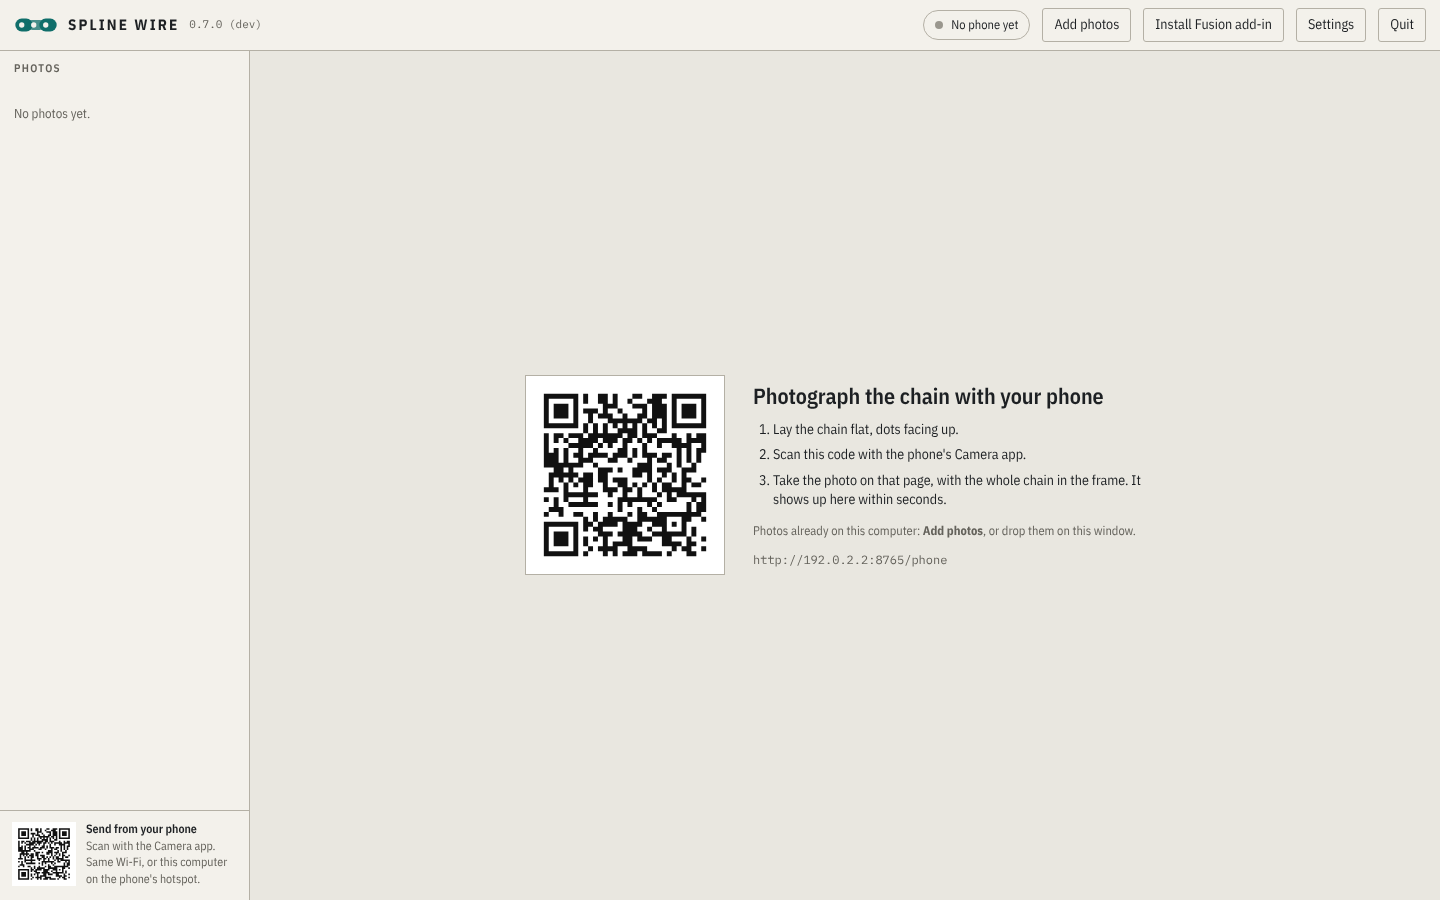 SPLINE WIRE 0.7.0 (dev)
No phone yet
Add photos
Install Fusion add-in
Settings
Quit
PHOTOS
No photos yet.
Photograph the chain with your phone
1. Lay the chain flat, dots facing up.
2. Scan this code with the phone's Camera app.
3. Take the photo on that page, with the whole chain in the frame. It
shows up here within seconds.
Photos already on this computer: Add photos, or drop them on this window.
http://192.0.2.2:8765/phone
Send from your phone
Scan with the Camera app.
Same Wi-Fi, or this computer
on the phone's hotspot.